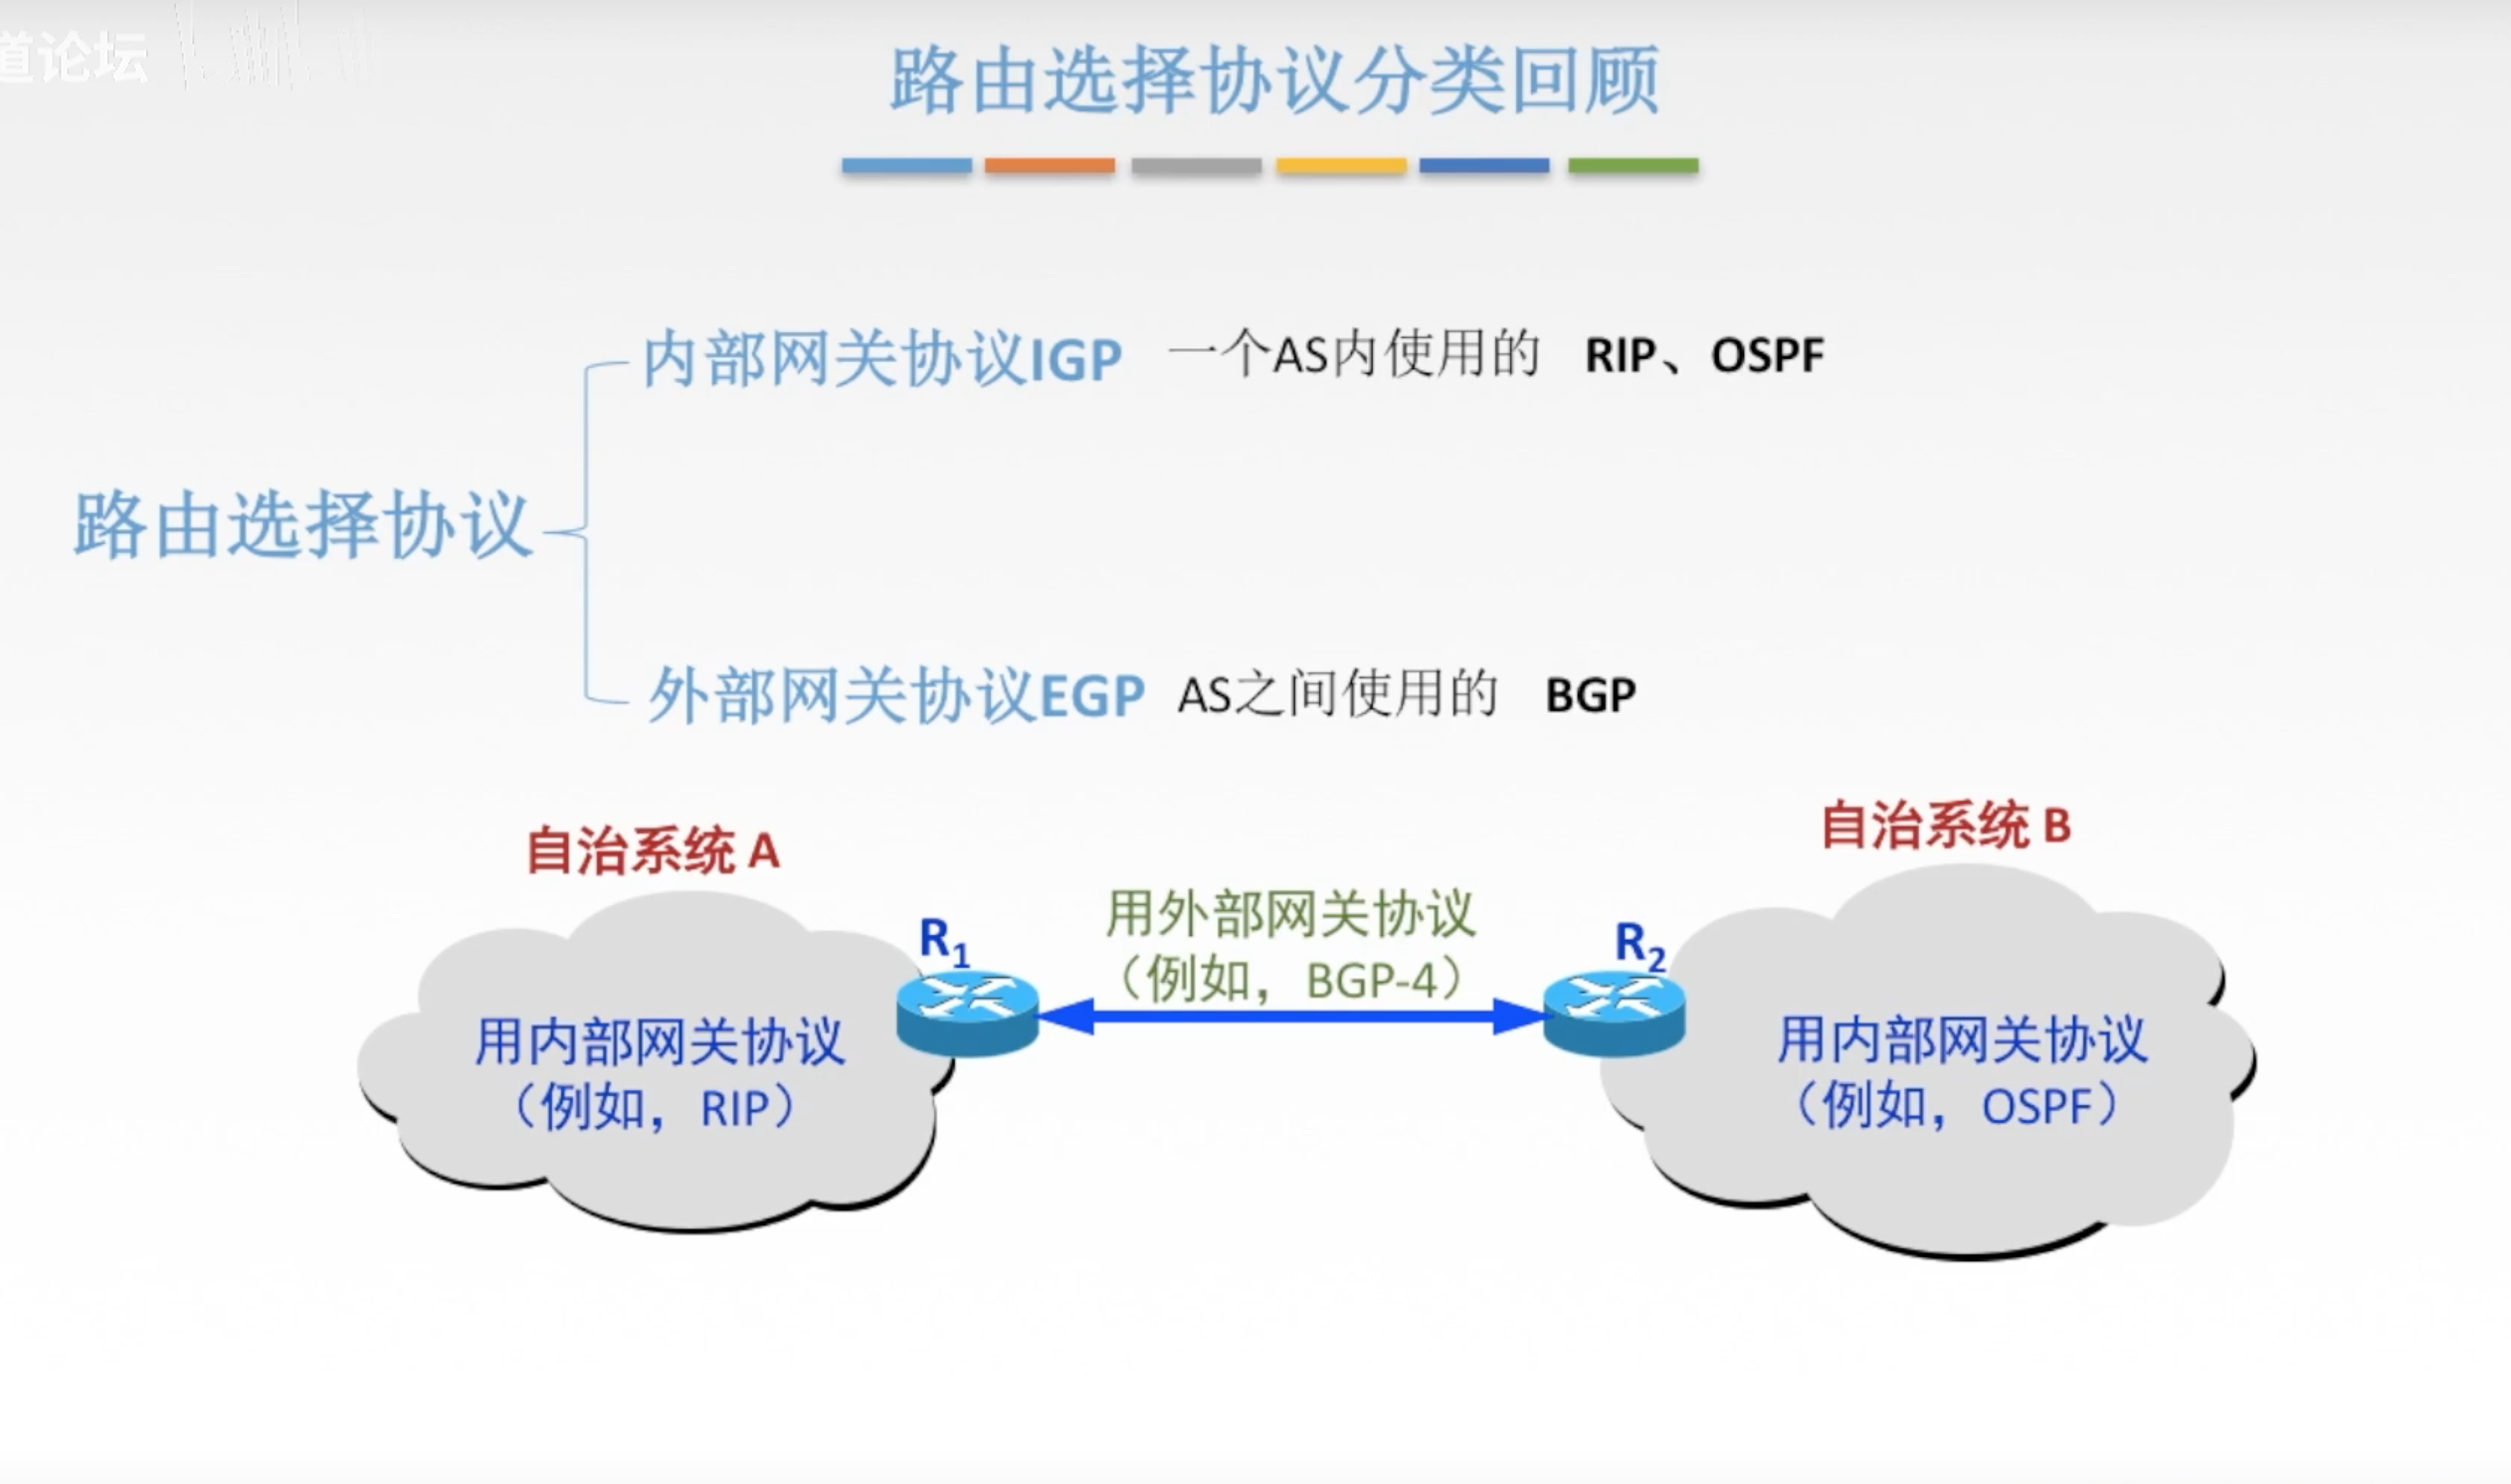 道论坛
路由选择协议分类回顾
内部网关协议IGP 一个AS内使用的 RIP、OSPF
路由选择协议
外部网关协议EGP AS之间使用的 BGP
自治系统 A
自治系统 B
R1
用外部网关协议
（例如，BGP-4）
R2
用内部网关协议
（例如，RIP）
用内部网关协议
（例如，OSPF）